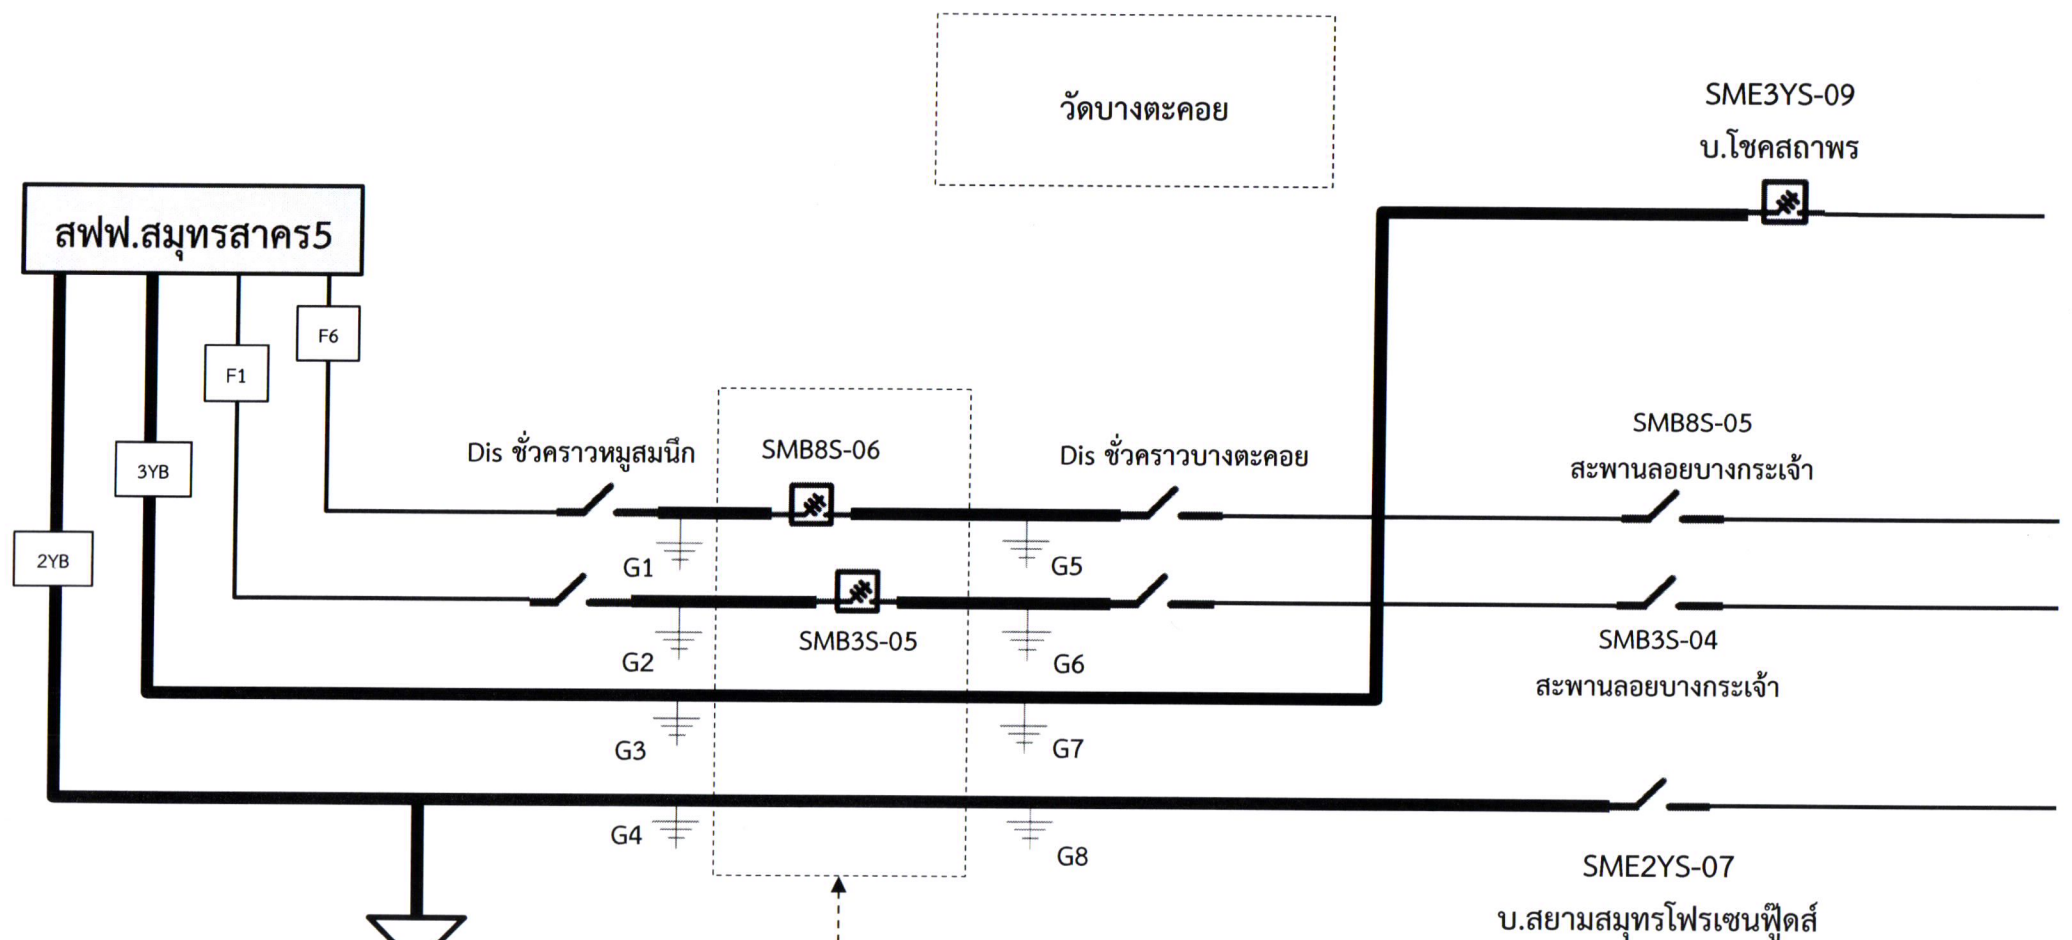 วัดบางตะคอย
SME3YS-09
บ.โชคสถาพร
สฟฟ.สมุทรสาคร5
F6
F1
3YB
2YB
Dis ชั่วคราวหมูสมนึก
SMB8S-06
Dis ชั่วคราวบางตะคอย
SMB8S-05
สะพานลอยบางกระเจ้า
G1
G5
SMB3S-05
SMB3S-04
สะพานลอยบางกระเจ้า
G2
G6
G3
G7
G4
G8
SME2YS-07
บ.สยามสมุทรโฟรเซนฟู๊ดส์